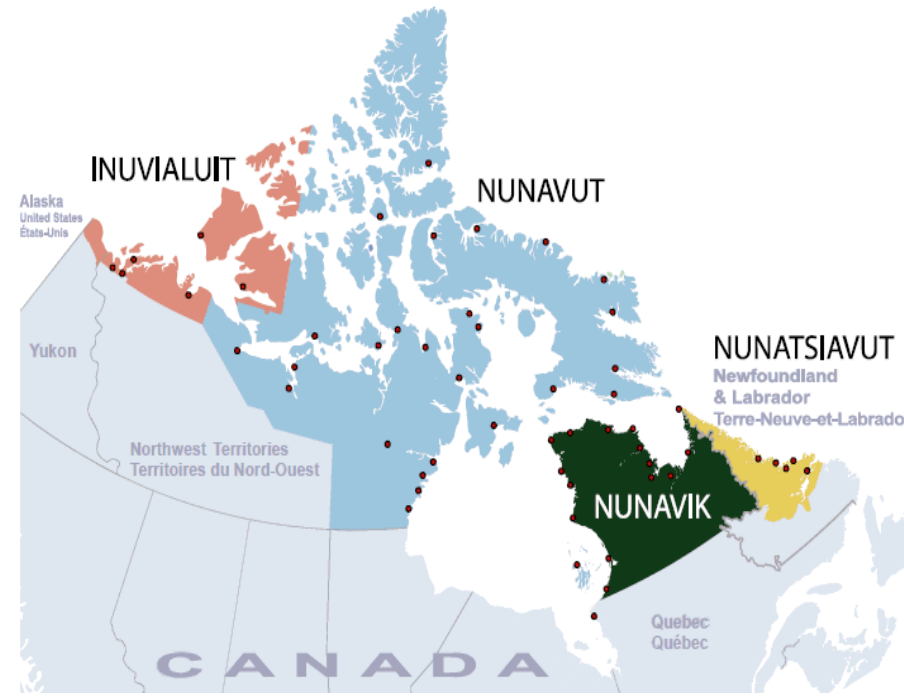 INUVIALUIT
NUNAVUT
Alaska
United States
États-Unis
Yukon
NUNATSIAVUT
Newfoundland
& Labrador
Terre-Neuve-et-Labrado
Northwest Territories
Territoires du Nord-Ouest
NUNAVIK
Quebec
Québec
CANADA